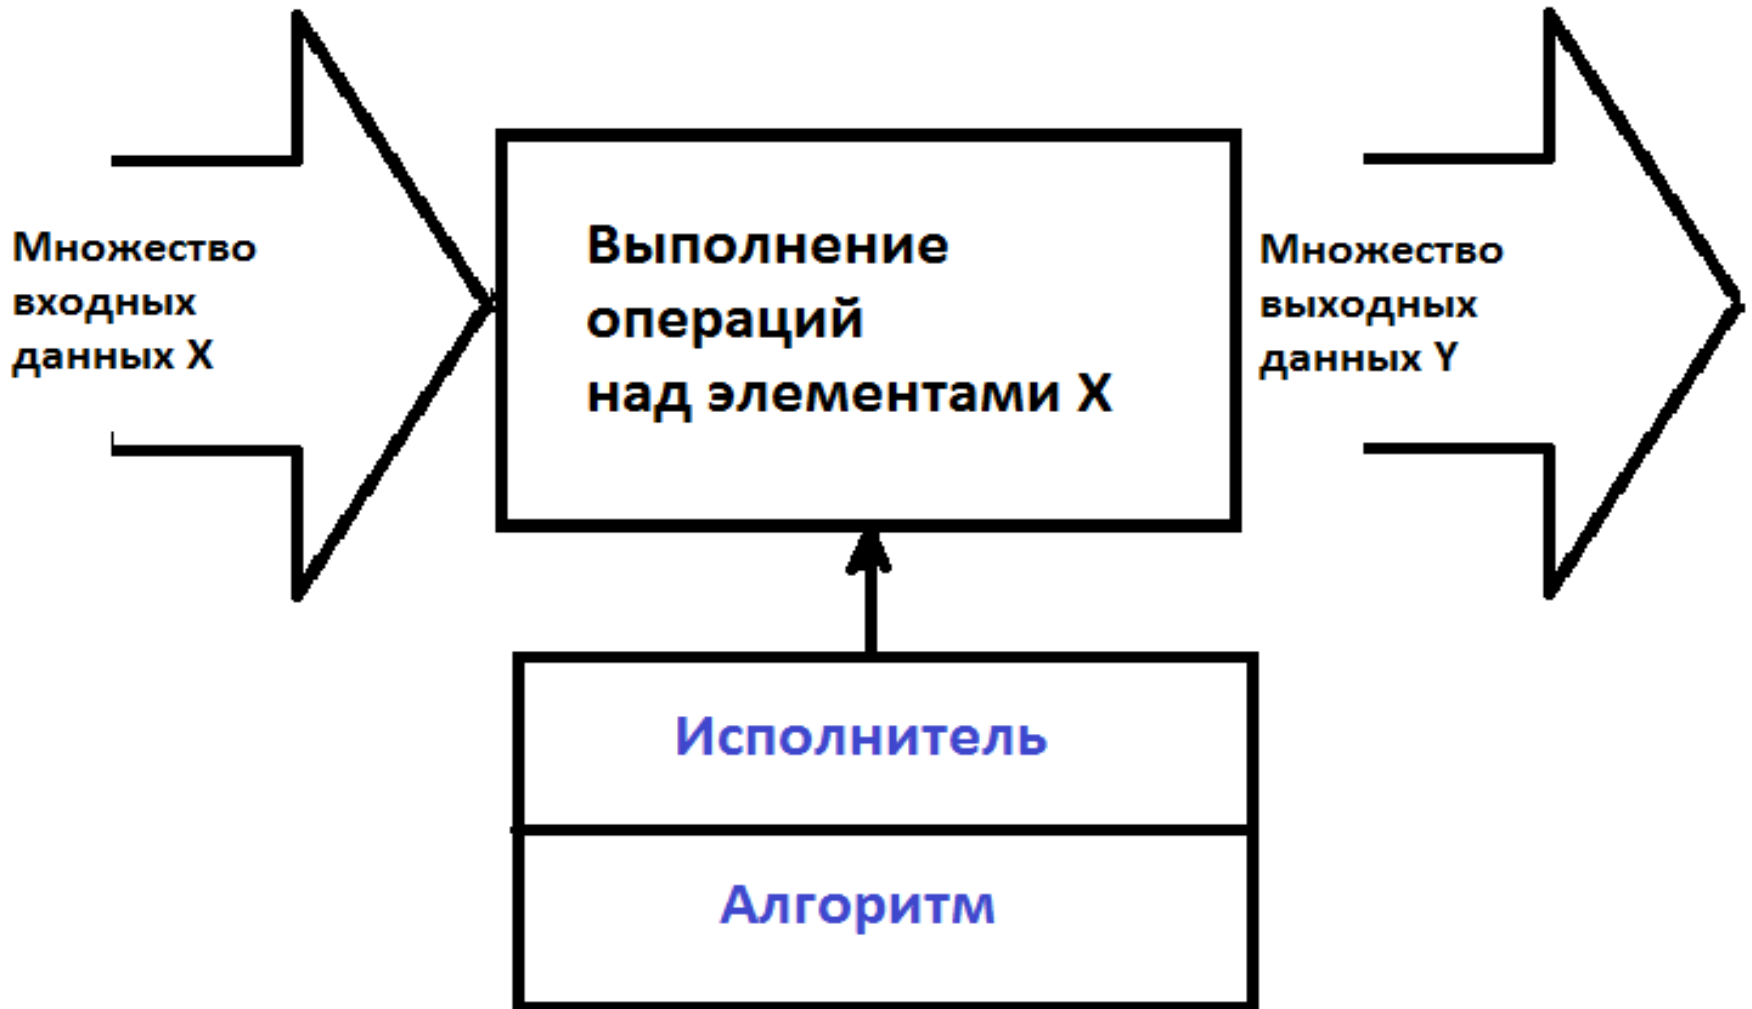 Множество
входных
данных X
Выполнение
операций
над элементами X
Множество
выходных
данных Y
Исполнитель
Алгоритм